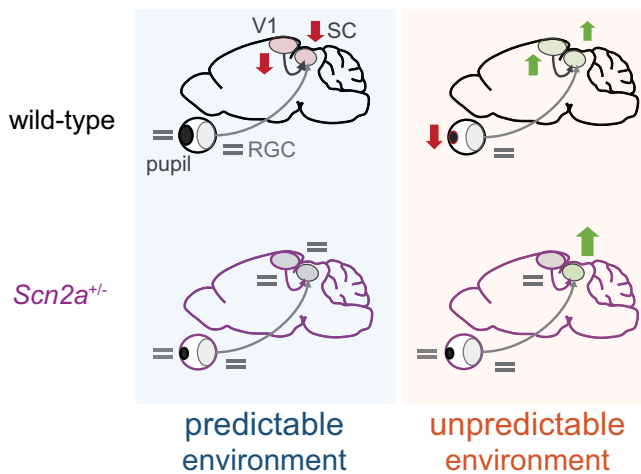 V1
SC
wild-type
= RGC
pupil
Scn2a+/-
predictable
environment
unpredictable
environment